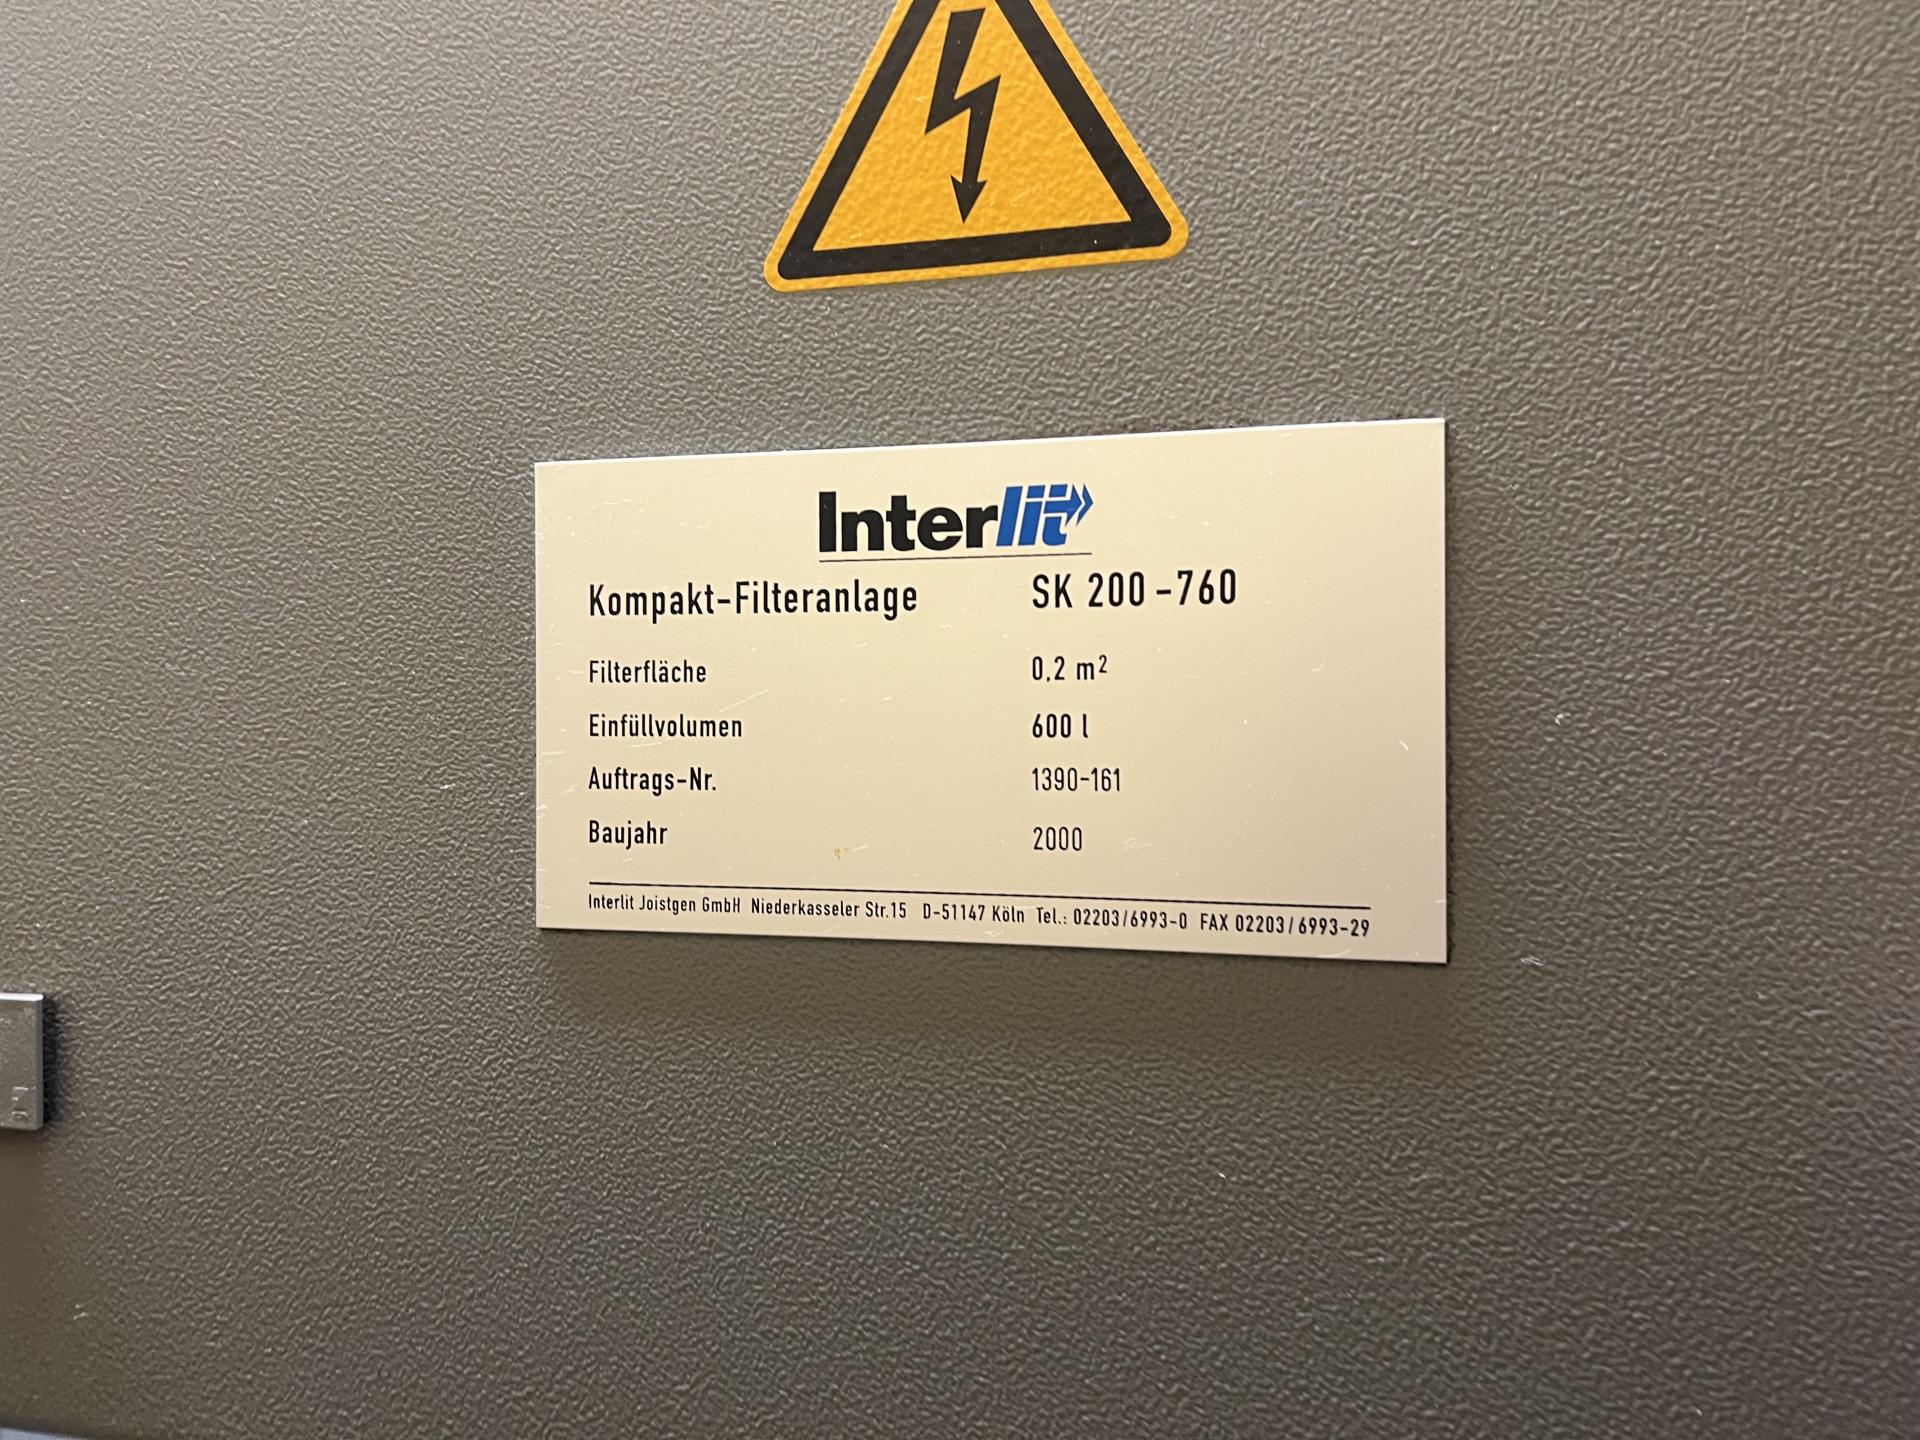 Interlit
Kompakt-Filteranlage SK 200-760
Filterfläche 0,2 m²
Einfüllvolumen 600 l
Auftrags-Nr. 1390-161
Baujahr 2000
Interlit Joistgen GmbH Niederkasseler Str.15 D-51147 Köln Tel.: 02203/6993-0 FAX 02203/6993-29